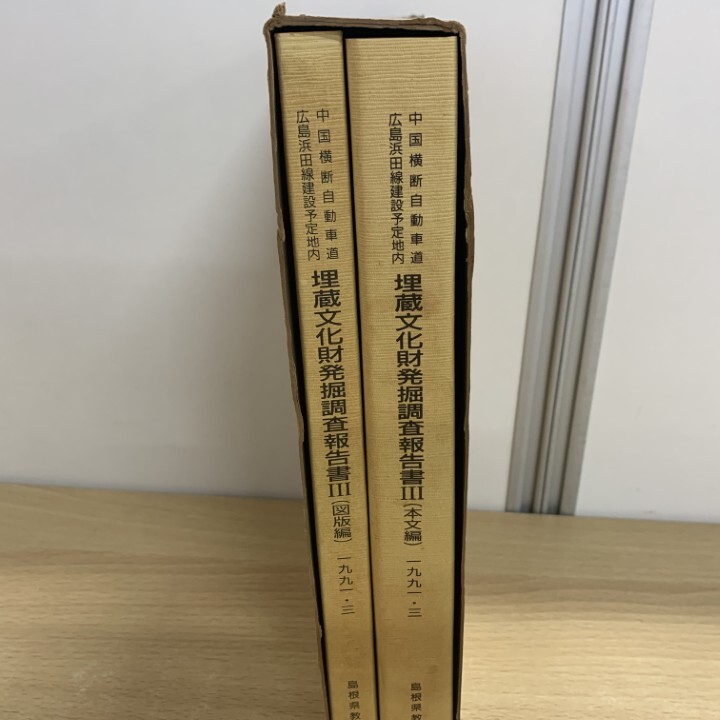 中国横断自動車道
広島浜田線建設予定地内
埋蔵文化財発掘調査報告書III(本文編)
一九九一・三
島根県教
中国横断自動車道
広島浜田線建設予定地内
埋蔵文化財発掘調査報告書III(図版編)
一九九一・三
島根県教